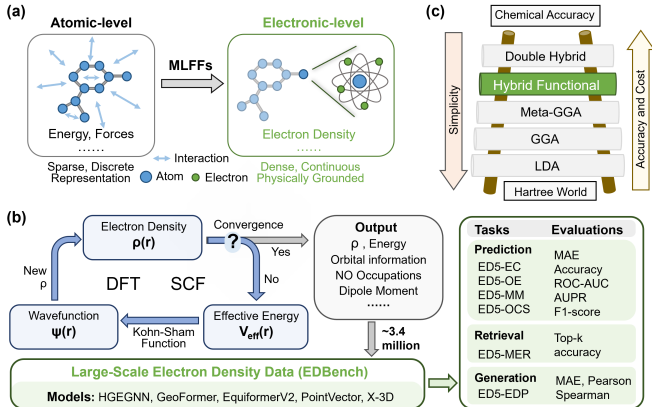 (a)
Atomic-level
Energy, Forces
......
Sparse, Discrete
Representation
MLFFs
Electronic-level
Electron Density
......
Dense, Continuous
Physically Grounded
Interaction
Atom
Electron
(c)
Chemical Accuracy
Double Hybrid
Hybrid Functional
Meta-GGA
GGA
LDA
Hartree World
Simplicity
Accuracy and Cost
(b)
Electron Density
ρ(r)
Convergence
?
Yes
No
New
ρ
DFT SCF
Wavefunction
ψ(r)
Kohn-Sham
Function
Effective Energy
Veff(r)
Output
ρ , Energy
Orbital information
NO Occupations
Dipole Moment
......
~3.4
million
Large-Scale Electron Density Data (EDBench)
Models: HGEGNN, GeoFormer, EquiformerV2, PointVector, X-3D
Tasks Evaluations
Prediction
ED5-EC
ED5-OE
ED5-MM
ED5-OCS
MAE
Accuracy
ROC-AUC
AUPR
F1-score
Retrieval
ED5-MER
Top-k
accuracy
Generation
ED5-EDP
MAE, Pearson
Spearman